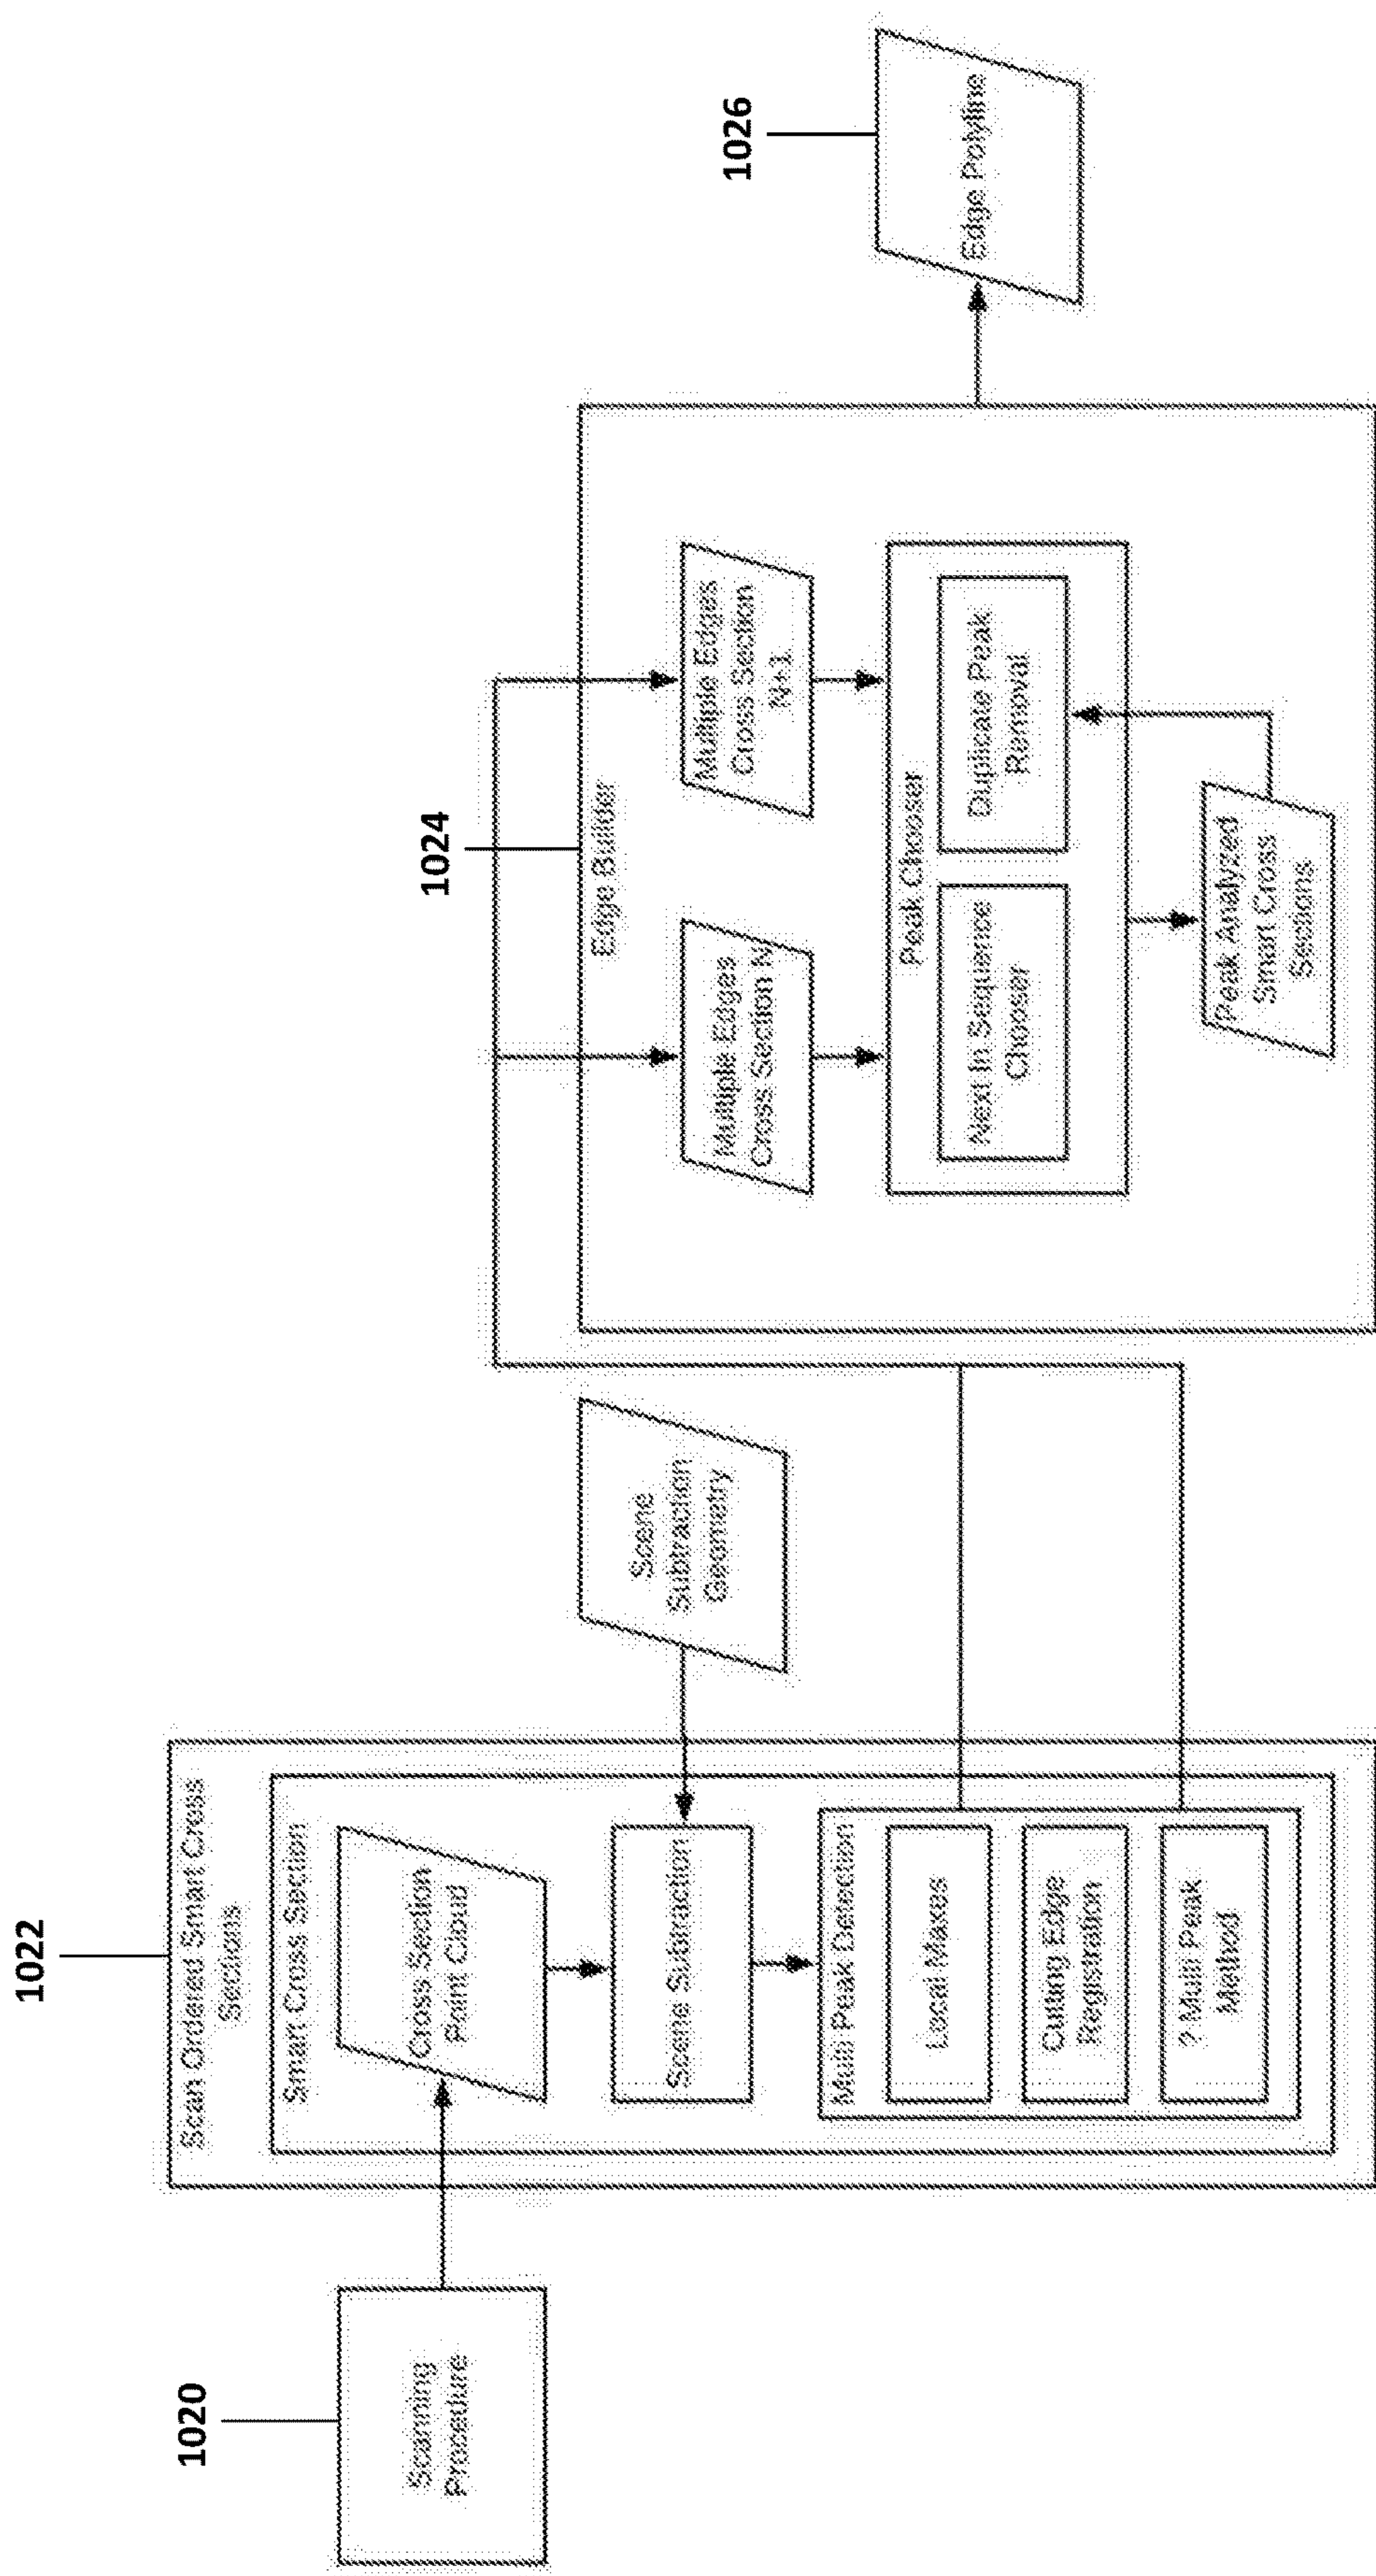 1020
Scanning
Procedure
1022
Scan Ordered Smart Cross
Sections
Smart Cross Section
Cross Section
Point Cloud
Scene Subtraction
Multi Peak Detection
Local Maxes
Cutting Edge
Registration
? Multi Peak
Method
Scene
Subtraction
Geometry
1024
Edge Builder
Multiple Edges
Cross Section N
Multiple Edges
Cross Section
N+1
Peak Chooser
Next In Sequence
Chooser
Duplicate Peak
Removal
Peak Analyzed
Smart Cross
Sections
1026
Edge Polyline